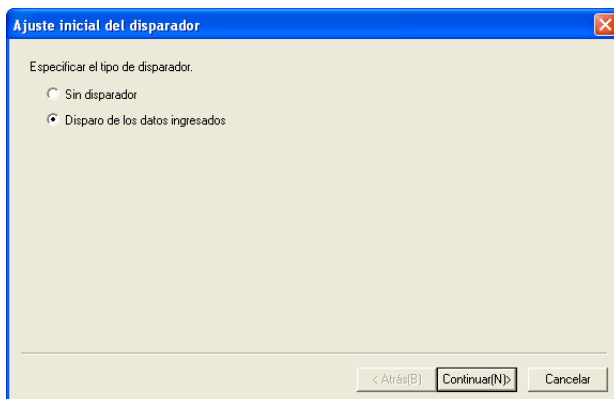 Ajuste inicial del disparador
Especificar el tipo de disparador.
Sin disparador
Disparo de los datos ingresados
< Atrás(B) Continuar(N)> Cancelar